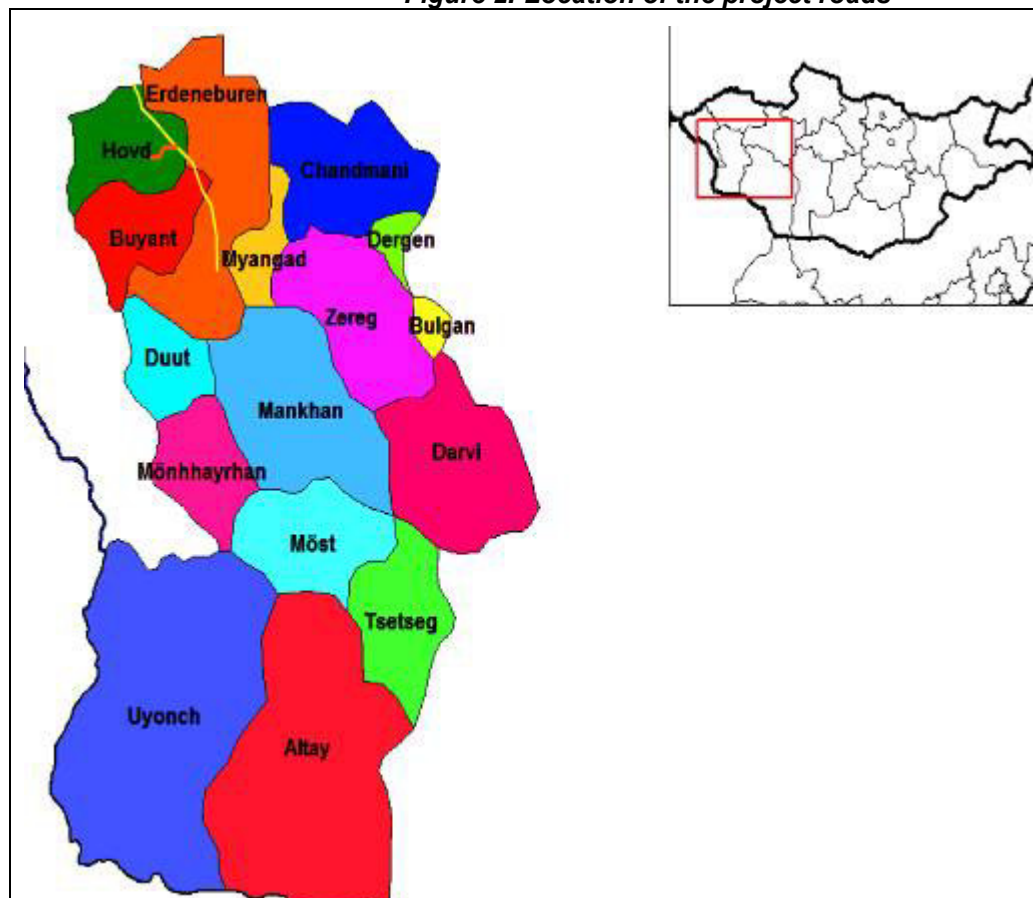 Figure 2. Location of the project roads
Erdeneburen
Hovd
Chandmani
Buyant
Dergen
Myangad
Zereg
Bulgan
Duut
Mankhan
Darvi
Mönhhayrhan
Möst
Tsetseg
Uyonch
Altay